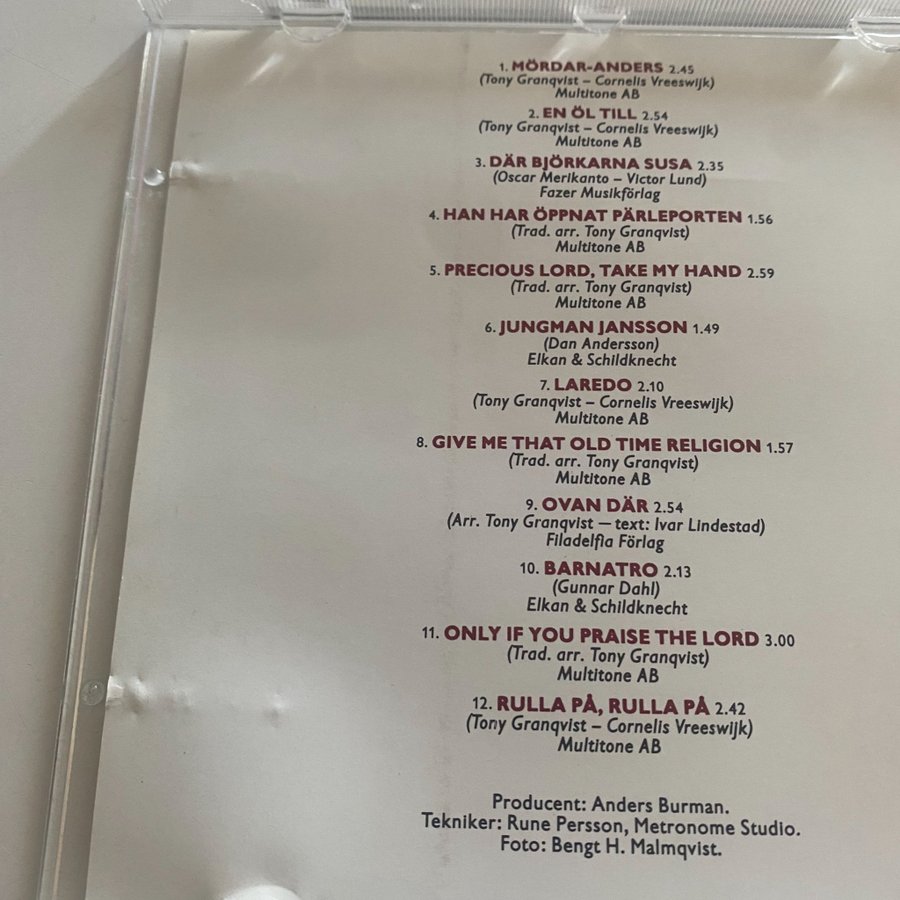 1. MÖRDAR-ANDERS 2.45
(Tony Granqvist – Cornelis Vreeswijk)
Multitone AB
2. EN ÖL TILL 2.54
(Tony Granqvist – Cornelis Vreeswijk)
Multitone AB
3. DÄR BJÖRKARNA SUSA 2.35
(Oscar Merikanto – Victor Lund)
Fazer Musikförlag
4. HAN HAR ÖPPNAT PÄRLEPORTEN 1.56
(Trad. arr. Tony Granqvist)
Multitone AB
5. PRECIOUS LORD, TAKE MY HAND 2.59
(Trad. arr. Tony Granqvist)
Multitone AB
6. JUNGMAN JANSSON 1.49
(Dan Andersson)
Elkan & Schildknecht
7. LAREDO 2.10
(Tony Granqvist – Cornelis Vreeswijk)
Multitone AB
8. GIVE ME THAT OLD TIME RELIGION 1.57
(Trad. arr. Tony Granqvist)
Multitone AB
9. OVAN DÄR 2.54
(Arr. Tony Granqvist – text: Ivar Lindestad)
Filadelfia Förlag
10. BARNATRO 2.13
(Gunnar Dahl)
Elkan & Schildknecht
11. ONLY IF YOU PRAISE THE LORD 3.00
(Trad. arr. Tony Granqvist)
Multitone AB
12. RULLA PÅ, RULLA PÅ 2.42
(Tony Granqvist – Cornelis Vreeswijk)
Multitone AB
Producent: Anders Burman.
Tekniker: Rune Persson, Metronome Studio.
Foto: Bengt H. Malmqvist.